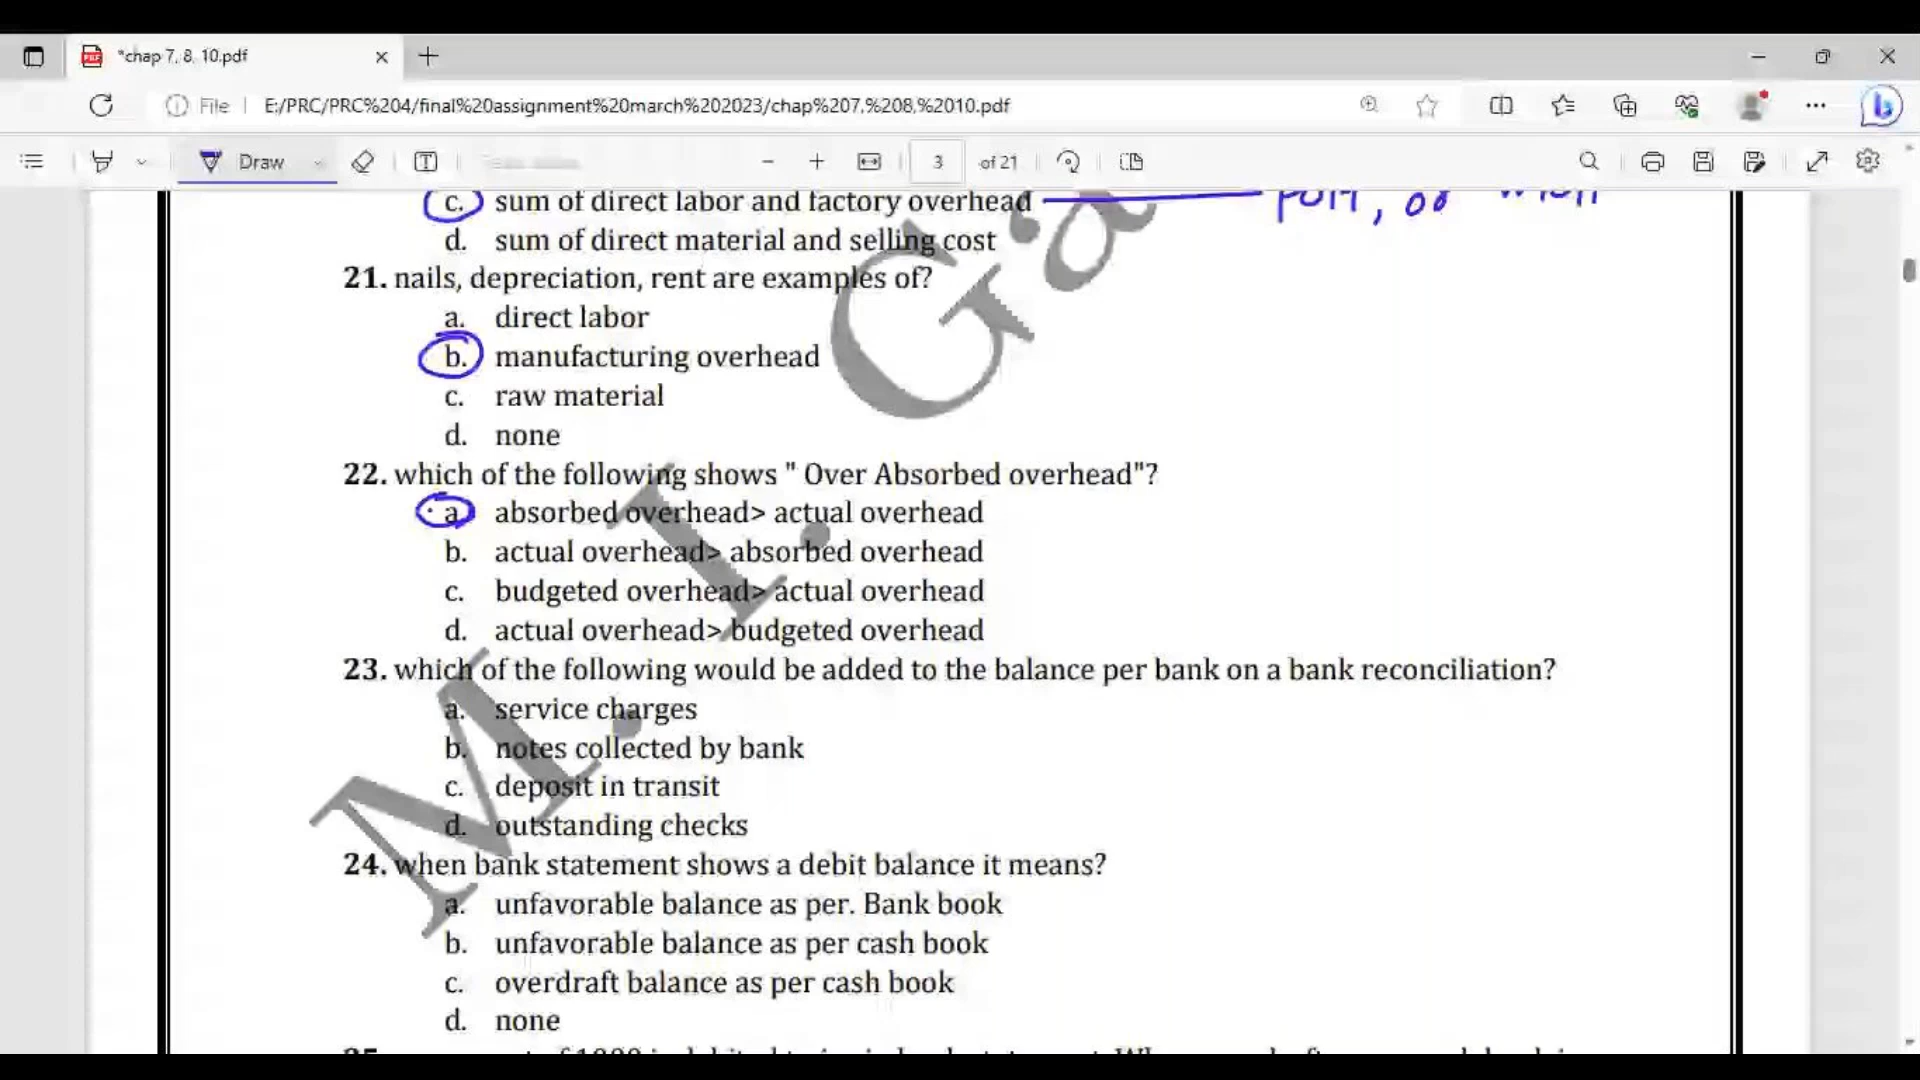 *chap 7, 8, 10.pdf
File E:/PRC/PRC%204/final%20assignment%20march%202023/chap%207,%208,%2010.pdf
Draw 3 of 21
c. sum of direct labor and factory overhead
d. sum of direct material and selling cost
21. nails, depreciation, rent are examples of?
a. direct labor
b. manufacturing overhead
c. raw material
d. none
22. which of the following shows " Over Absorbed overhead"?
a. absorbed overhead> actual overhead
b. actual overhead> absorbed overhead
c. budgeted overhead> actual overhead
d. actual overhead> budgeted overhead
23. which of the following would be added to the balance per bank on a bank reconciliation?
a. service charges
b. notes collected by bank
c. deposit in transit
d. outstanding checks
24. when bank statement shows a debit balance it means?
a. unfavorable balance as per. Bank book
b. unfavorable balance as per cash book
c. overdraft balance as per cash book
d. none
M. I. Ga